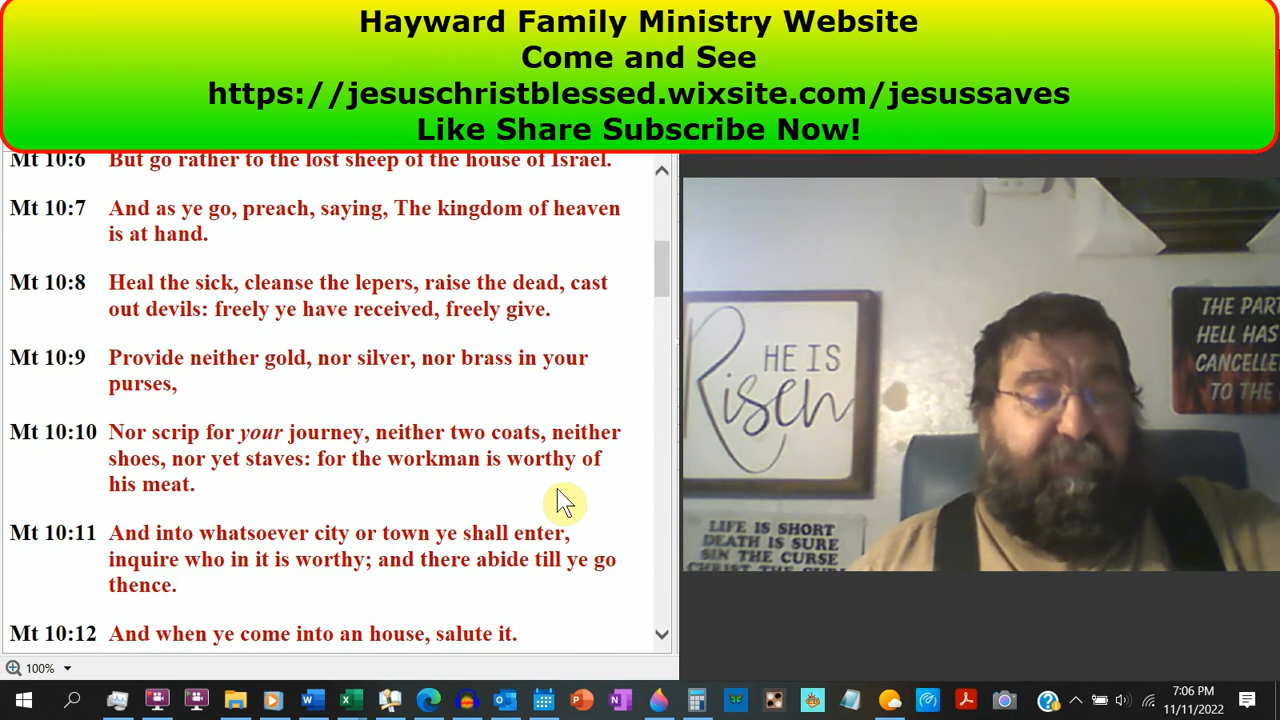 Hayward Family Ministry Website
Come and See
https://jesuschristblessed.wixsite.com/jesussaves
Like Share Subscribe Now!
Mt 10:6 But go rather to the lost sheep of the house of Israel.
Mt 10:7 And as ye go, preach, saying, The kingdom of heaven
is at hand.
Mt 10:8 Heal the sick, cleanse the lepers, raise the dead, cast
out devils: freely ye have received, freely give.
Mt 10:9 Provide neither gold, nor silver, nor brass in your
purses,
Mt 10:10 Nor scrip for your journey, neither two coats, neither
shoes, nor yet staves: for the workman is worthy of
his meat.
Mt 10:11 And into whatsoever city or town ye shall enter,
inquire who in it is worthy; and there abide till ye go
thence.
Mt 10:12 And when ye come into an house, salute it.
100%
HE IS
Risen
THE PAR
HELL HAS
CANCELLE
TO THE
LIFE IS SHORT
DEATH IS SURE
SIN THE CURSE
CHRIST THE CUR
7:06 PM
11/11/2022